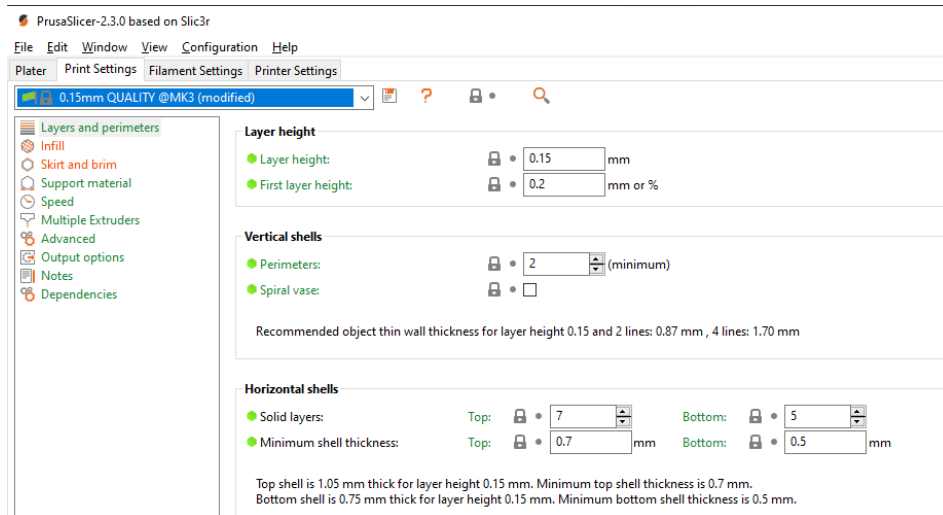 PrusaSlicer-2.3.0 based on Slic3r
File Edit Window View Configuration Help
Plater Print Settings Filament Settings Printer Settings
0.15mm QUALITY @MK3 (modified)
?
Layers and perimeters
Infill
Skirt and brim
Support material
Speed
Multiple Extruders
Advanced
Output options
Notes
Dependencies
Layer height
Layer height: 0.15 mm
First layer height: 0.2 mm or %
Vertical shells
Perimeters: 2 (minimum)
Spiral vase:
Recommended object thin wall thickness for layer height 0.15 and 2 lines: 0.87 mm , 4 lines: 1.70 mm
Horizontal shells
Solid layers: Top: 7 Bottom: 5
Minimum shell thickness: Top: 0.7 mm Bottom: 0.5 mm
Top shell is 1.05 mm thick for layer height 0.15 mm. Minimum top shell thickness is 0.7 mm.
Bottom shell is 0.75 mm thick for layer height 0.15 mm. Minimum bottom shell thickness is 0.5 mm.